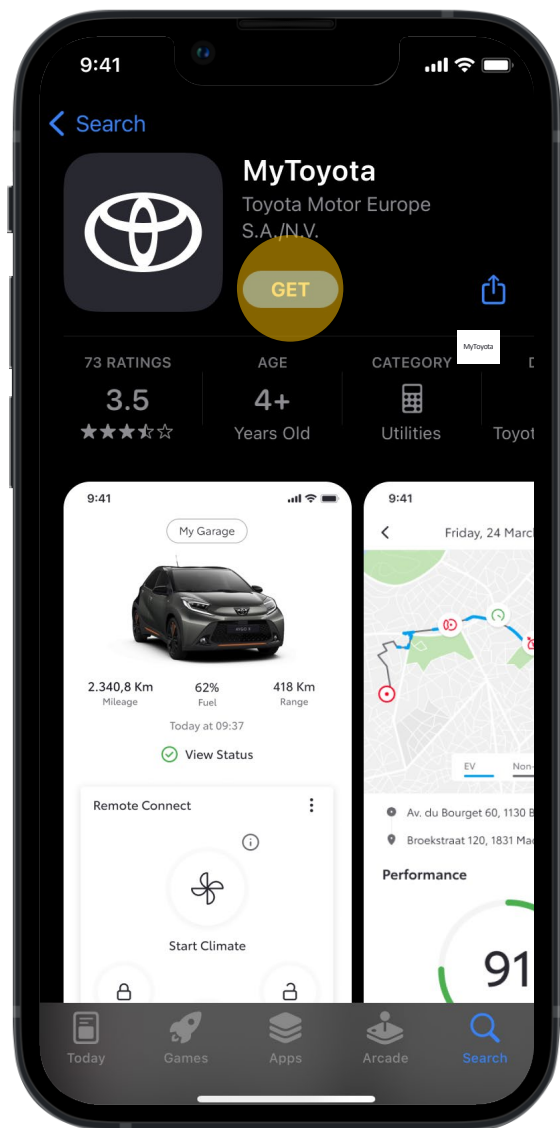 9:41
Search
MyToyota
Toyota Motor Europe
S.A./N.V.
GET
MyToyota
73 RATINGS
AGE
CATEGORY
D
3.5
4+
Years Old
Utilities
Toyot
9:41
My Garage
2.340,8 Km
62%
418 Km
Mileage
Fuel
Range
Today at 09:37
View Status
Remote Connect
Start Climate
9:41
Friday, 24 Marc
EV
Non-
Av. du Bourget 60, 1130 B
Broekstraat 120, 1831 Mac
Performance
91
Today
Games
Apps
Arcade
Search